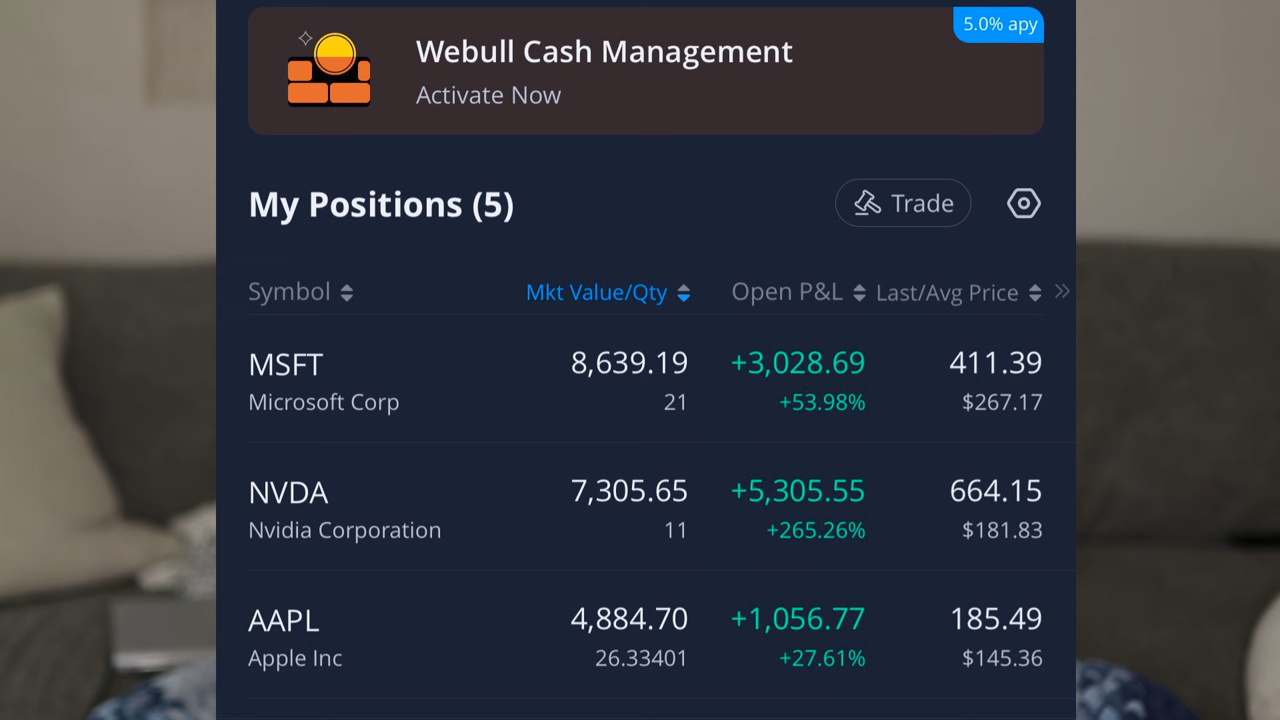 5.0% apy
Webull Cash Management
Activate Now
My Positions (5)
Trade
Symbol Mkt Value/Qty Open P&L Last/Avg Price
MSFT 8,639.19 +3,028.69 411.39
Microsoft Corp 21 +53.98% $267.17
NVDA 7,305.65 +5,305.55 664.15
Nvidia Corporation 11 +265.26% $181.83
AAPL 4,884.70 +1,056.77 185.49
Apple Inc 26.33401 +27.61% $145.36